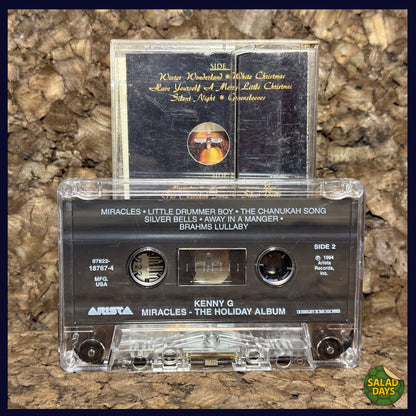 SIDE
Winter Wonderland • White Christmas
Have Yourself A Merry Little Christmas
Silent Night • Greensleeves
MIRACLES • LITTLE DRUMMER BOY • THE CHANUKAH SONG
SILVER BELLS • AWAY IN A MANGER •
BRAHMS LULLABY
07822-
18767-4
MFG.
USA
SIDE 2
℗ 1994
Arista
Records,
Inc.
ARISTA
KENNY G
MIRACLES - THE HOLIDAY ALBUM
SALAD
DAYS